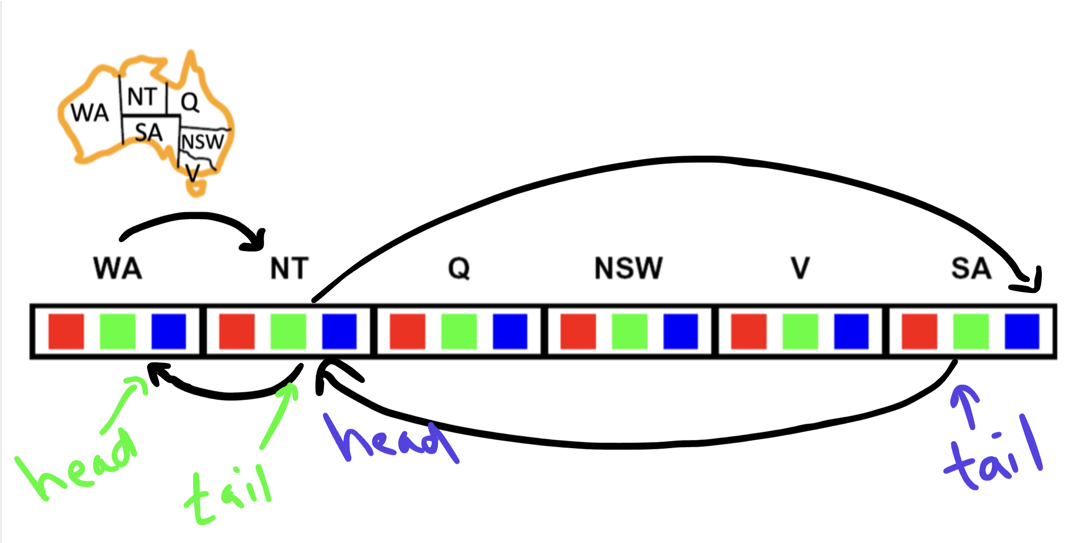 WA NT Q
SA NSW
V
WA NT Q NSW V SA
head tail head tail